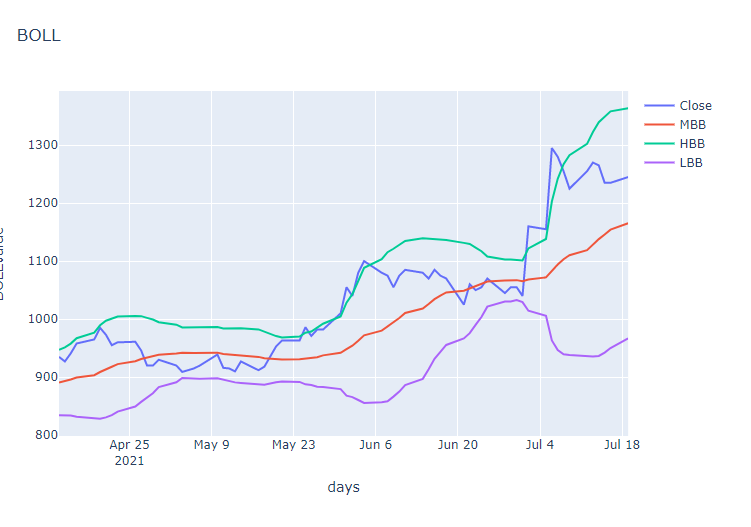 BOLL
Close
MBB
HBB
LBB
1300
1200
1100
1000
900
800
Apr 25
2021
May 9
May 23
Jun 6
Jun 20
Jul 4
Jul 18
days